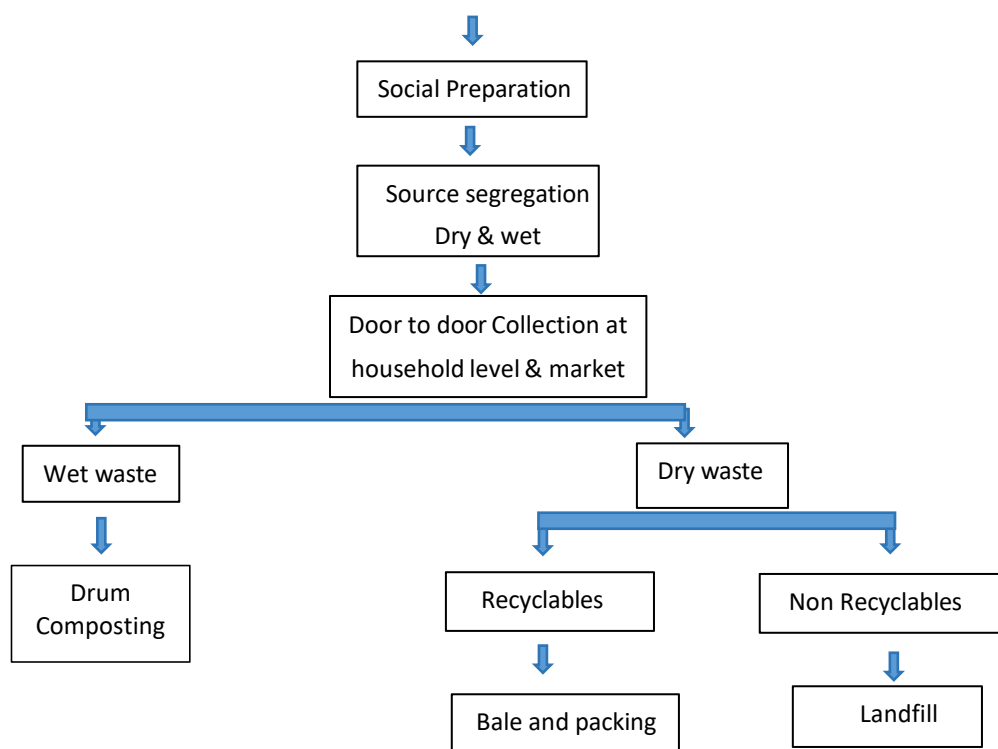 Social Preparation
Source segregation
Dry & wet
Door to door Collection at
household level & market
Wet waste
Dry waste
Drum
Composting
Recyclables
Non Recyclables
Bale and packing
Landfill